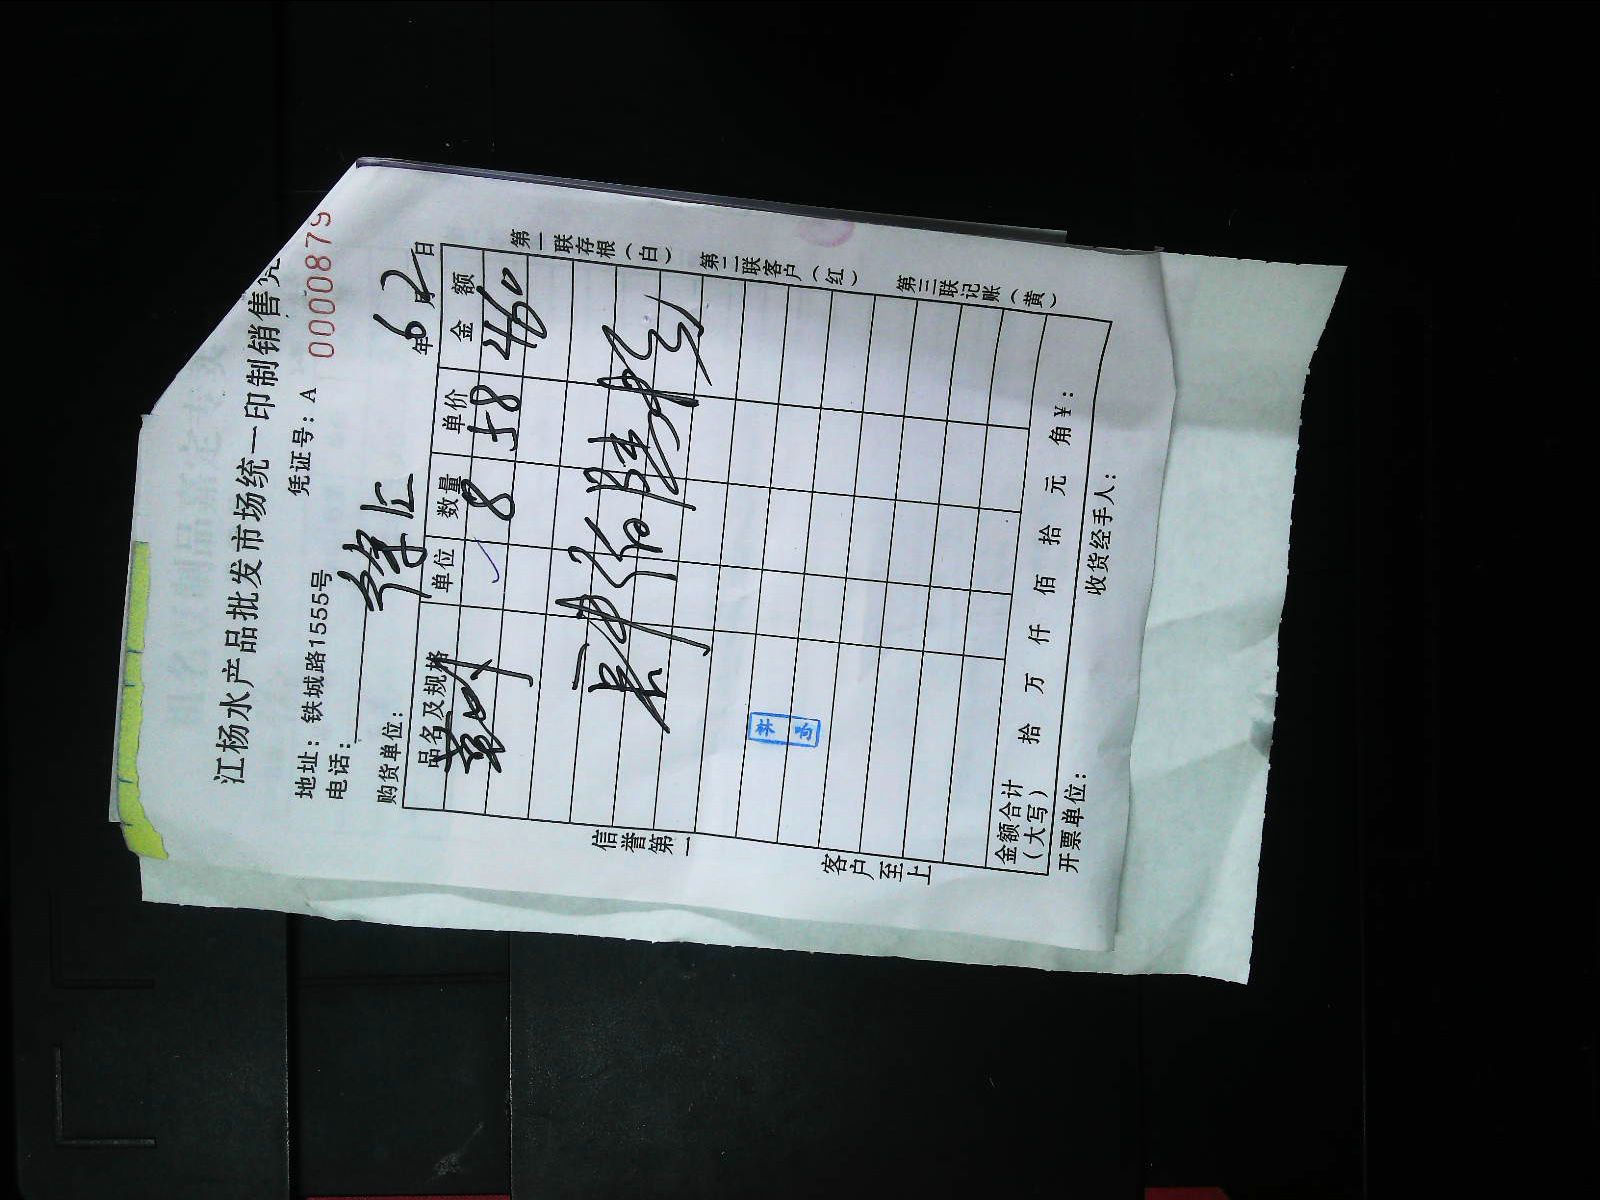 江杨水产品批发市场统一印制销售凭
地址：铁城路1555号 凭证号：A 0000879
电话：
购货单位： 年 6 月 2 日
品名及规格 单位 数量 单价 金额
8 58 460
第一联存根（白）
第二联客户（红）
第三联记账（黄）
信誉第一
客户至上
金额合计（大写） 拾 万 仟 佰 拾 元 角 ¥：
开票单位： 收货经手人：